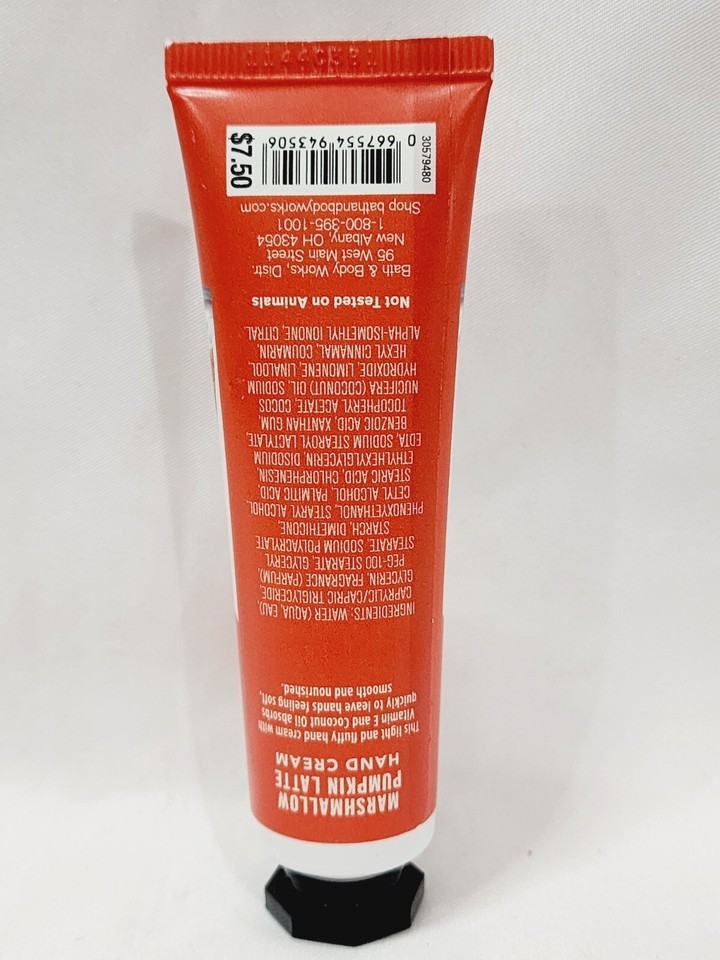 MARSHMALLOW
PUMPKIN LATTE
HAND CREAM
This light and fluffy hand cream with
Vitamin E and Coconut Oil absorbs
quickly to leave hands feeling soft,
smooth and nourished.
INGREDIENTS: WATER (AQUA, EAU),
CAPRYLIC/CAPRIC TRIGLYCERIDE,
GLYCERIN, FRAGRANCE (PARFUM),
PEG-100 STEARATE, GLYCERYL
STEARATE, SODIUM POLYACRYLATE
STARCH, DIMETHICONE,
PHENOXYETHANOL, STEARYL ALCOHOL,
CETYL ALCOHOL, PALMITIC ACID,
STEARIC ACID, CHLORPHENESIN,
ETHYLHEXYLGLYCERIN, DISODIUM
EDTA, SODIUM STEAROYL LACTYLATE,
BENZOIC ACID, XANTHAN GUM,
TOCOPHERYL ACETATE, COCOS
NUCIFERA (COCONUT) OIL, SODIUM
HYDROXIDE, LIMONENE, LINALOOL,
HEXYL CINNAMAL, COUMARIN,
ALPHA-ISOMETHYL IONONE, CITRAL
Not Tested on Animals
Bath & Body Works, Distr.
95 West Main Street
New Albany, OH 43054
1-800-395-1001
Shop bathandbodyworks.com
30579480
0 667554 943506
$7.50